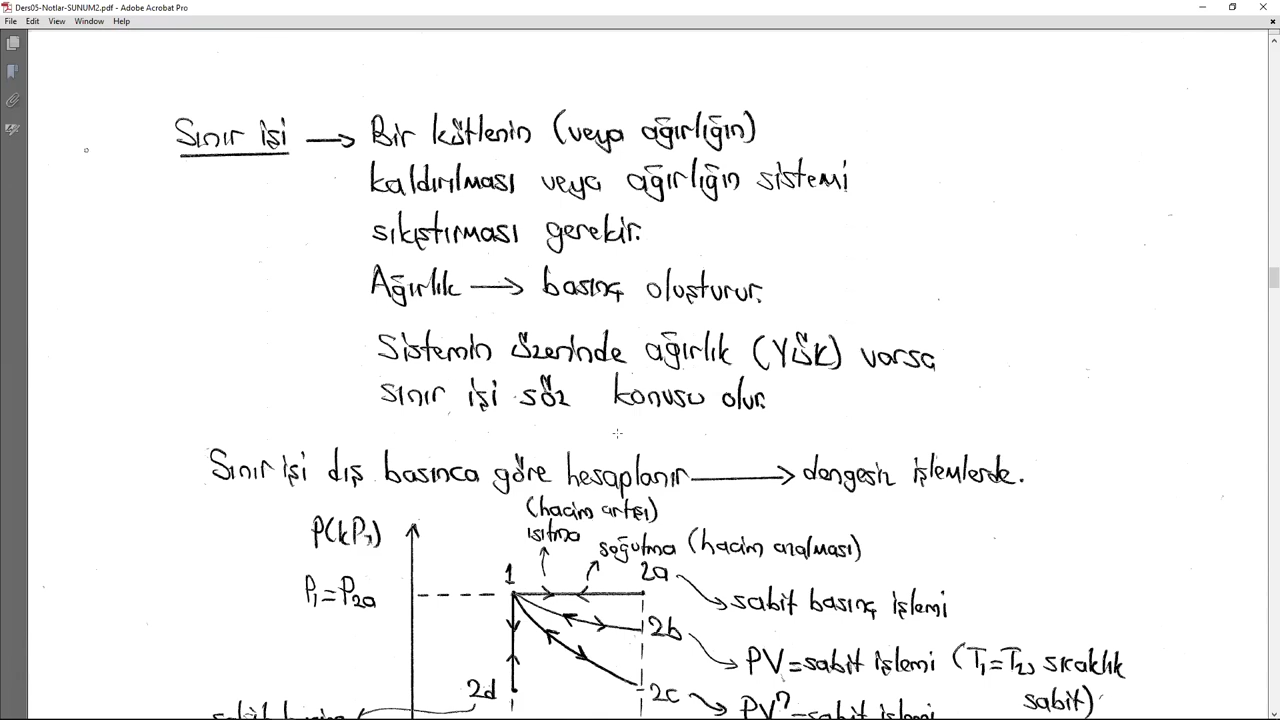 Ders05-Notlar-SUNUM2.pdf - Adobe Acrobat Pro
File Edit View Window Help
Sınır işi → Bir kütlenin (veya ağırlığın)
kaldırılması veya ağırlığın sistemi
sıkıştırması gerekir.
Ağırlık → basınç oluşturur.
Sistemin üzerinde ağırlık (Yük) varsa
sınır işi söz konusu olur.
Sınır işi dış basınca göre hesaplanır → dengesiz işlemlerde.
(hacim artışı)
ısıtma
soğutma (hacim azalması)
P(kPa)
1
2a
P₁=P₂a
sabit basınç işlemi
2b
PV=sabit işlemi (T₁=T₂, sıcaklık
sabit)
2d
2c
PVⁿ=sabit işlemi